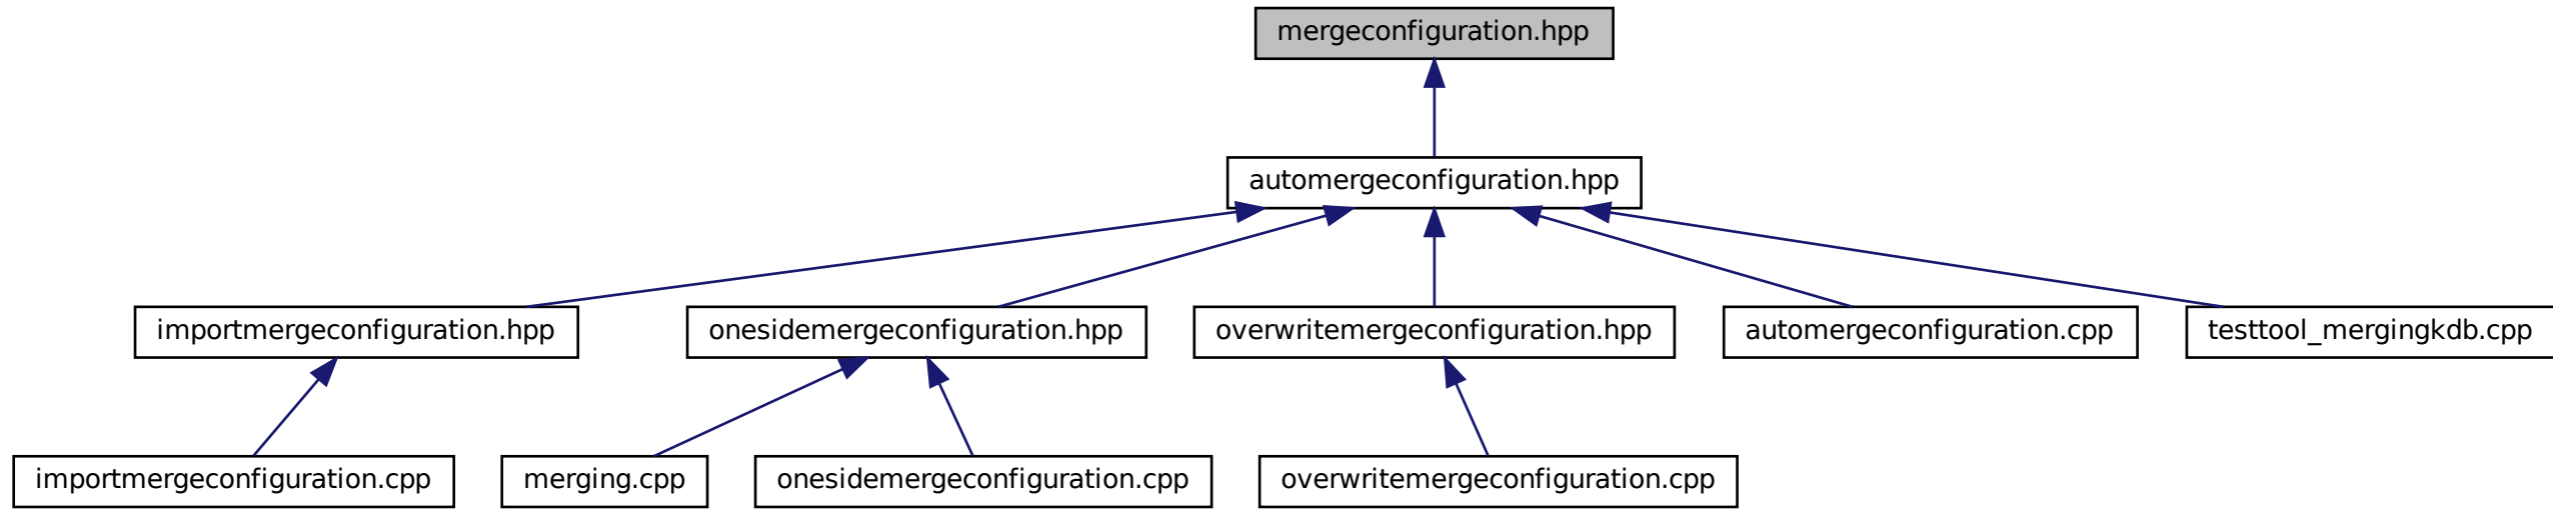 mergeconfiguration.hpp
automergeconfiguration.hpp
importmergeconfiguration.hpp
onesidemergeconfiguration.hpp
overwritemergeconfiguration.hpp
automergeconfiguration.cpp
testtool_mergingkdb.cpp
importmergeconfiguration.cpp
merging.cpp
onesidemergeconfiguration.cpp
overwritemergeconfiguration.cpp